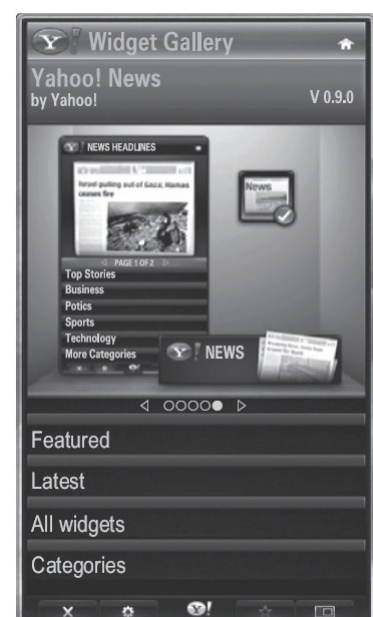 Y! Widget Gallery
Yahoo! News
by Yahoo!
V 0.9.0
Y! NEWS HEADLINES
Israel pulling out of Gaza; Hamas
ceases fire
PAGE 1 OF 2
Top Stories
Business
Potics
Sports
Technology
More Categories
News
Y! NEWS
Featured
Latest
All widgets
Categories
Y!